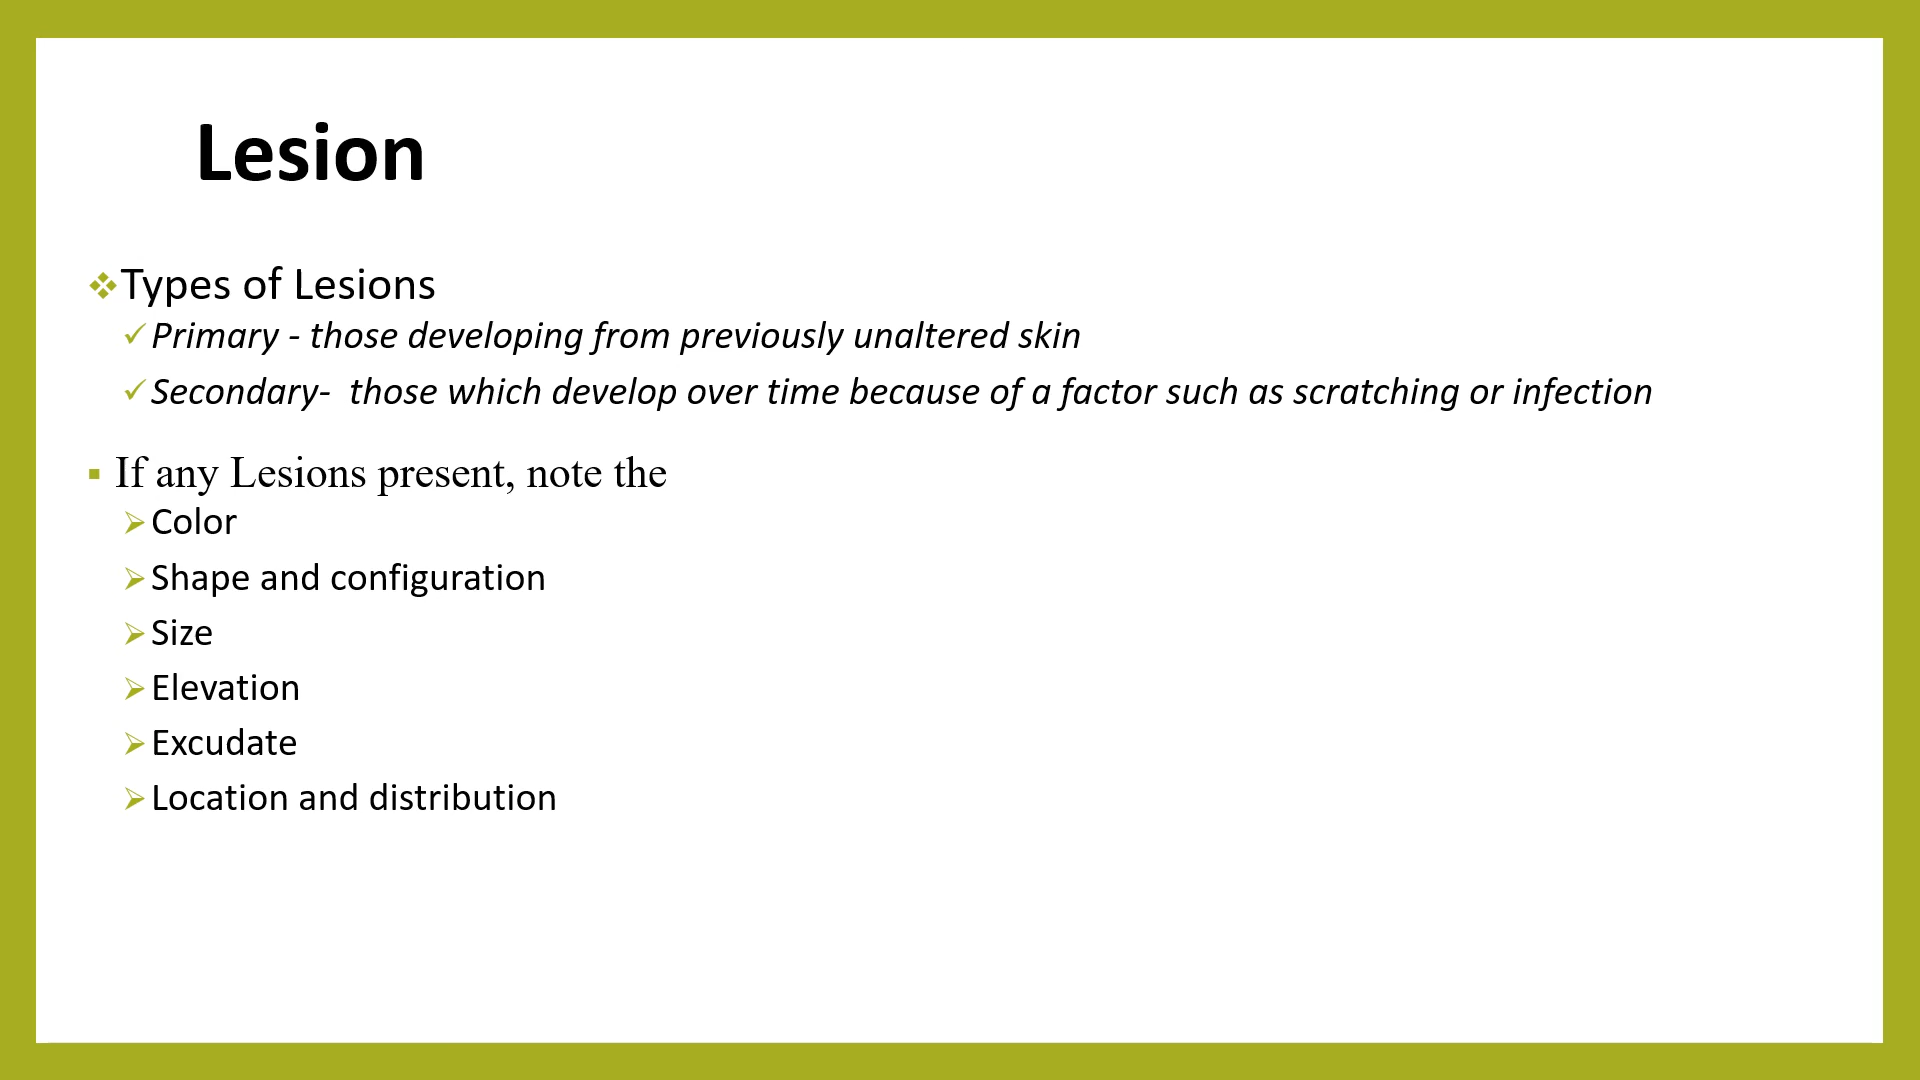 Lesion
❖Types of Lesions
✓Primary - those developing from previously unaltered skin
✓Secondary-  those which develop over time because of a factor such as scratching or infection
▪ If any Lesions present, note the
➢Color
➢Shape and configuration
➢Size
➢Elevation
➢Excudate
➢Location and distribution